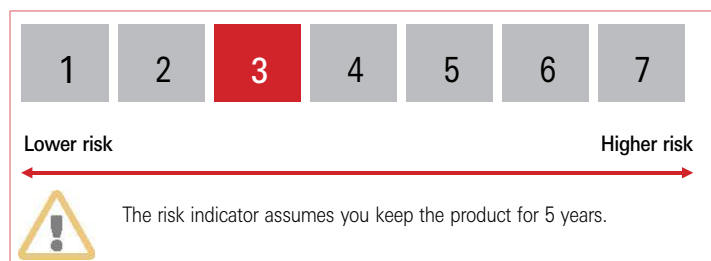 1 2 3 4 5 6 7
Lower risk Higher risk
The risk indicator assumes you keep the product for 5 years.